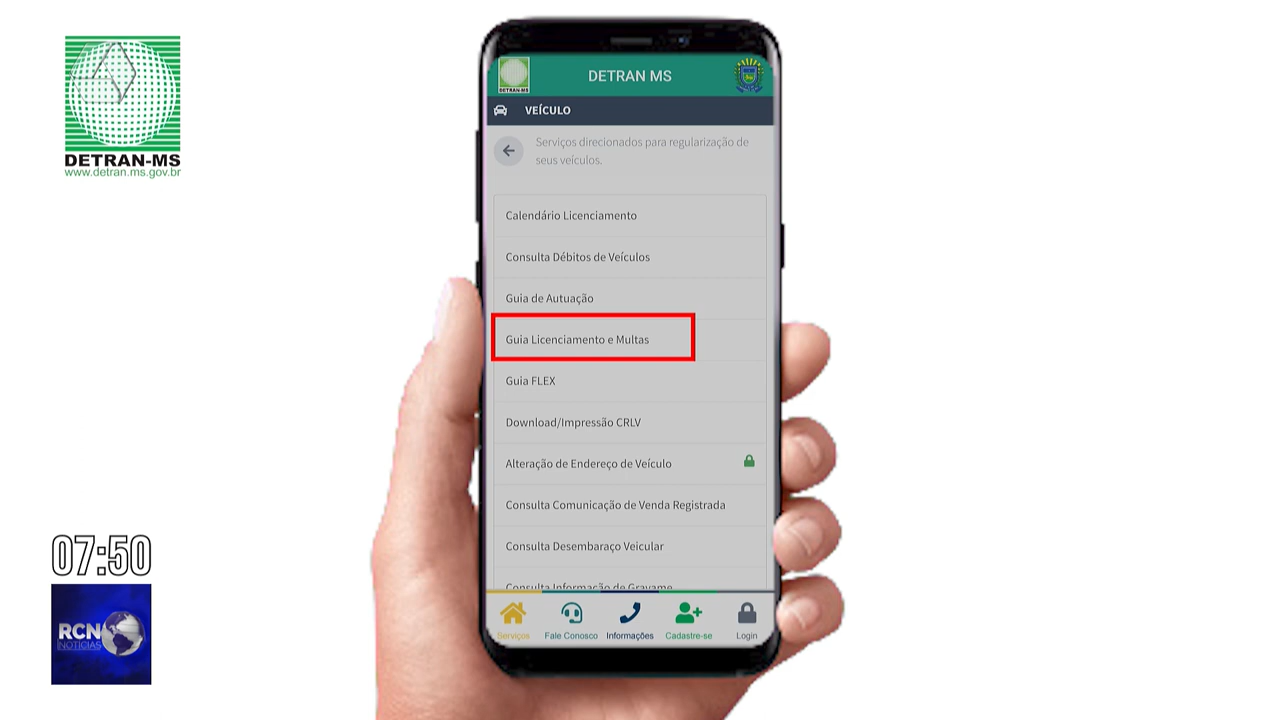 DETRAN-MS
www.detran.ms.gov.br
DETRAN-MS
DETRAN MS
VEÍCULO
Serviços direcionados para regularização de
seus veículos.
Calendário Licenciamento
Consulta Débitos de Veículos
Guia de Autuação
Guia Licenciamento e Multas
Guia FLEX
Download/Impressão CRLV
Alteração de Endereço de Veículo
Consulta Comunicação de Venda Registrada
Consulta Desembaraço Veicular
Consulta Informação de Gravame
Serviços
Fale Conosco
Informações
Cadastre-se
Login
07:50
RCN
NOTÍCIAS